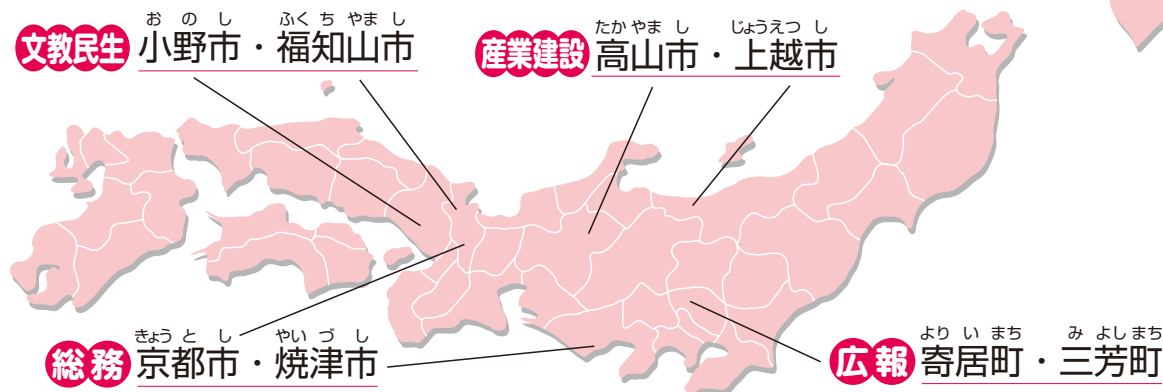 おのし ふくちやまし
文教民生 小野市・福知山市
たかやまし じょうえつし
産業建設 高山市・上越市
きょうとし やいづし
総務 京都市・焼津市
よりいまち みよしまち
広報 寄居町・三芳町